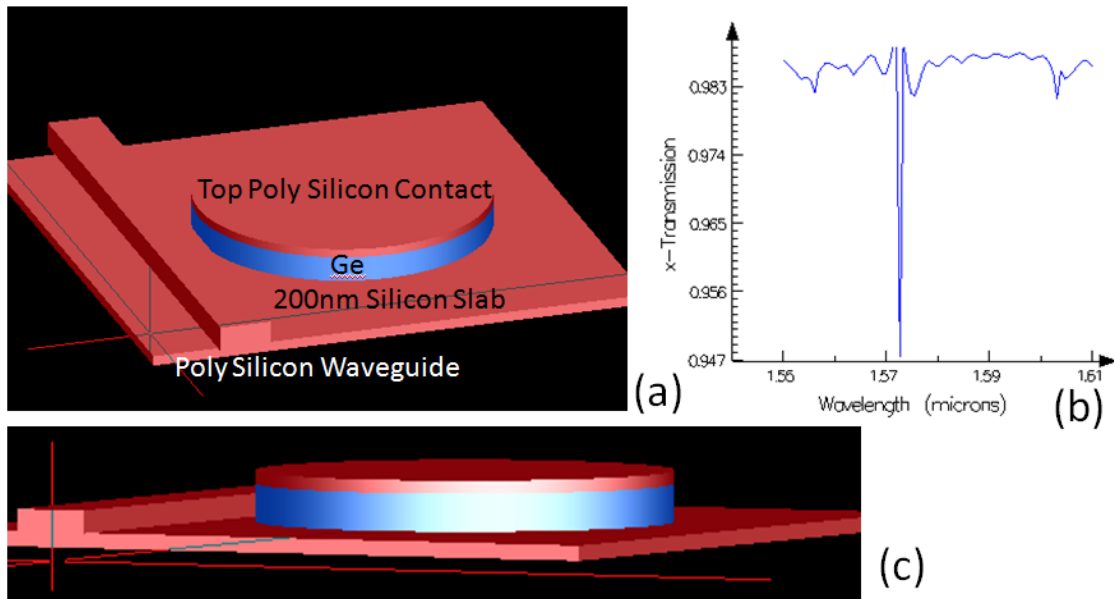 Top Poly Silicon Contact
Ge
200nm Silicon Slab
Poly Silicon Waveguide
(a)
0.983
0.974
0.965
0.956
0.947
x-Transmission
1.55
1.57
1.59
1.61
Wavelength (microns)
(b)
(c)